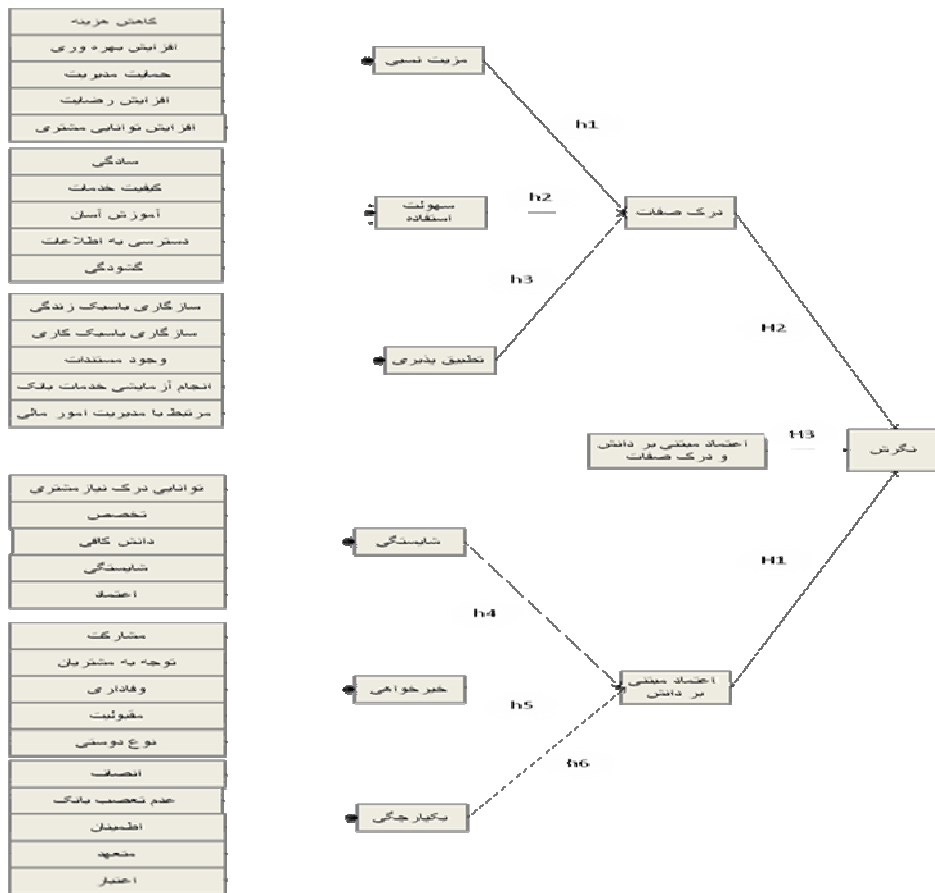 کاهش هزینه
افزایش بهره وری
حمایت مدیریت
افزایش رضایت
افزایش توانایی مشتری
سادگی
کیفیت خدمات
آموزش آسان
دسترسی به اطلاعات
گشودگی
سازگاری باسبک زندگی
سازگاری باسبک کاری
وجود مستندات
انجام آزمایشی خدمات بانک
مرتبط با مدیریت امور مالی
توانایی درک نیاز مشتری
تخصص
دانش کافی
شایستگی
اعتماد
مشارکت
توجه به مشتریان
وفاداری
مقبولیت
نوع دوستی
انصاف
عدم تعصب بانک
اطمینان
متعهد
اعتبار
مزیت نسبی
سهولت
استفاده
تطبیق پذیری
شایستگی
خیرخواهی
یکپارچگی
h1
h2
h3
h4
h5
h6
درک صفات
اعتماد مبتنی بر دانش
و درک صفات
اعتماد مبتنی
بر دانش
H2
H3
H1
نگرش